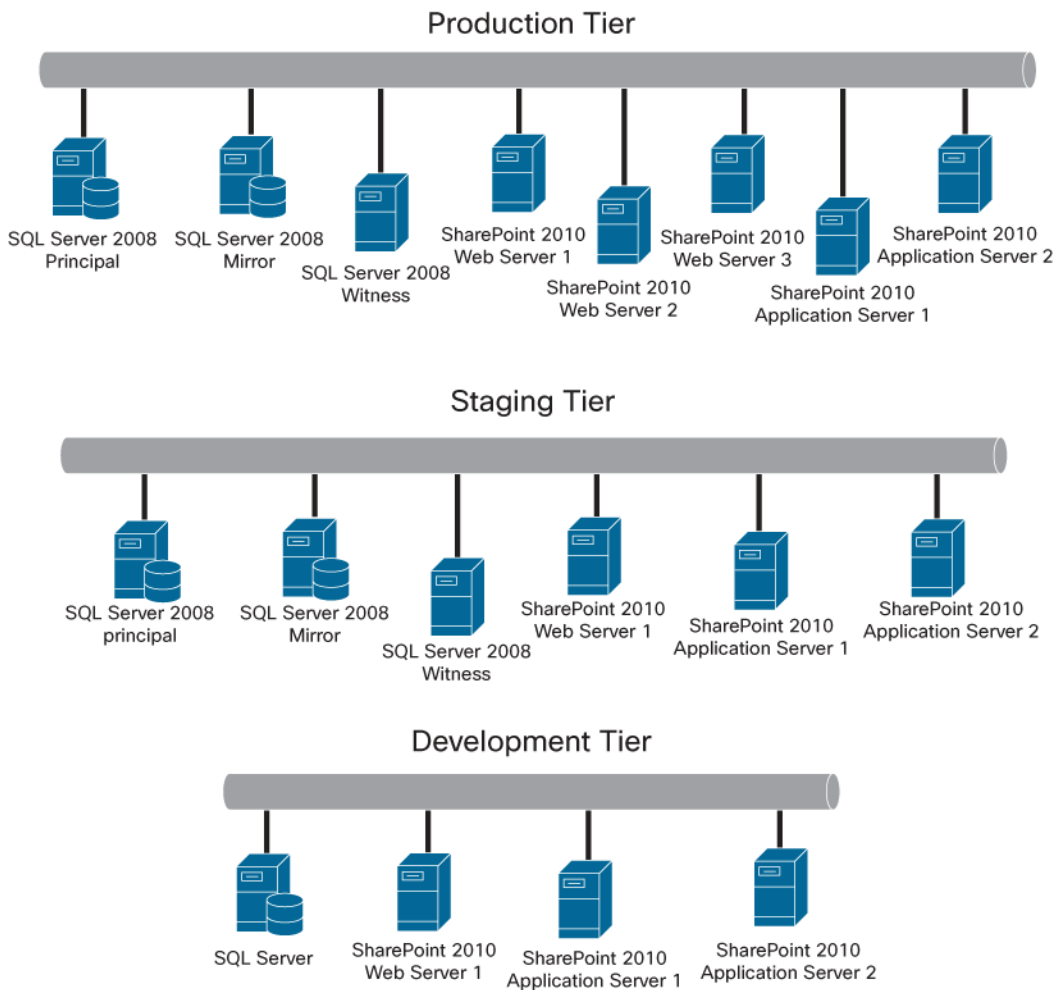 Production Tier
SQL Server 2008
Principal
SQL Server 2008
Mirror
SQL Server 2008
Witness
SharePoint 2010
Web Server 1
SharePoint 2010
Web Server 2
SharePoint 2010
Web Server 3
SharePoint 2010
Application Server 1
SharePoint 2010
Application Server 2
Staging Tier
SQL Server 2008
principal
SQL Server 2008
Mirror
SQL Server 2008
Witness
SharePoint 2010
Web Server 1
SharePoint 2010
Application Server 1
SharePoint 2010
Application Server 2
Development Tier
SQL Server
SharePoint 2010
Web Server 1
SharePoint 2010
Application Server 1
SharePoint 2010
Application Server 2